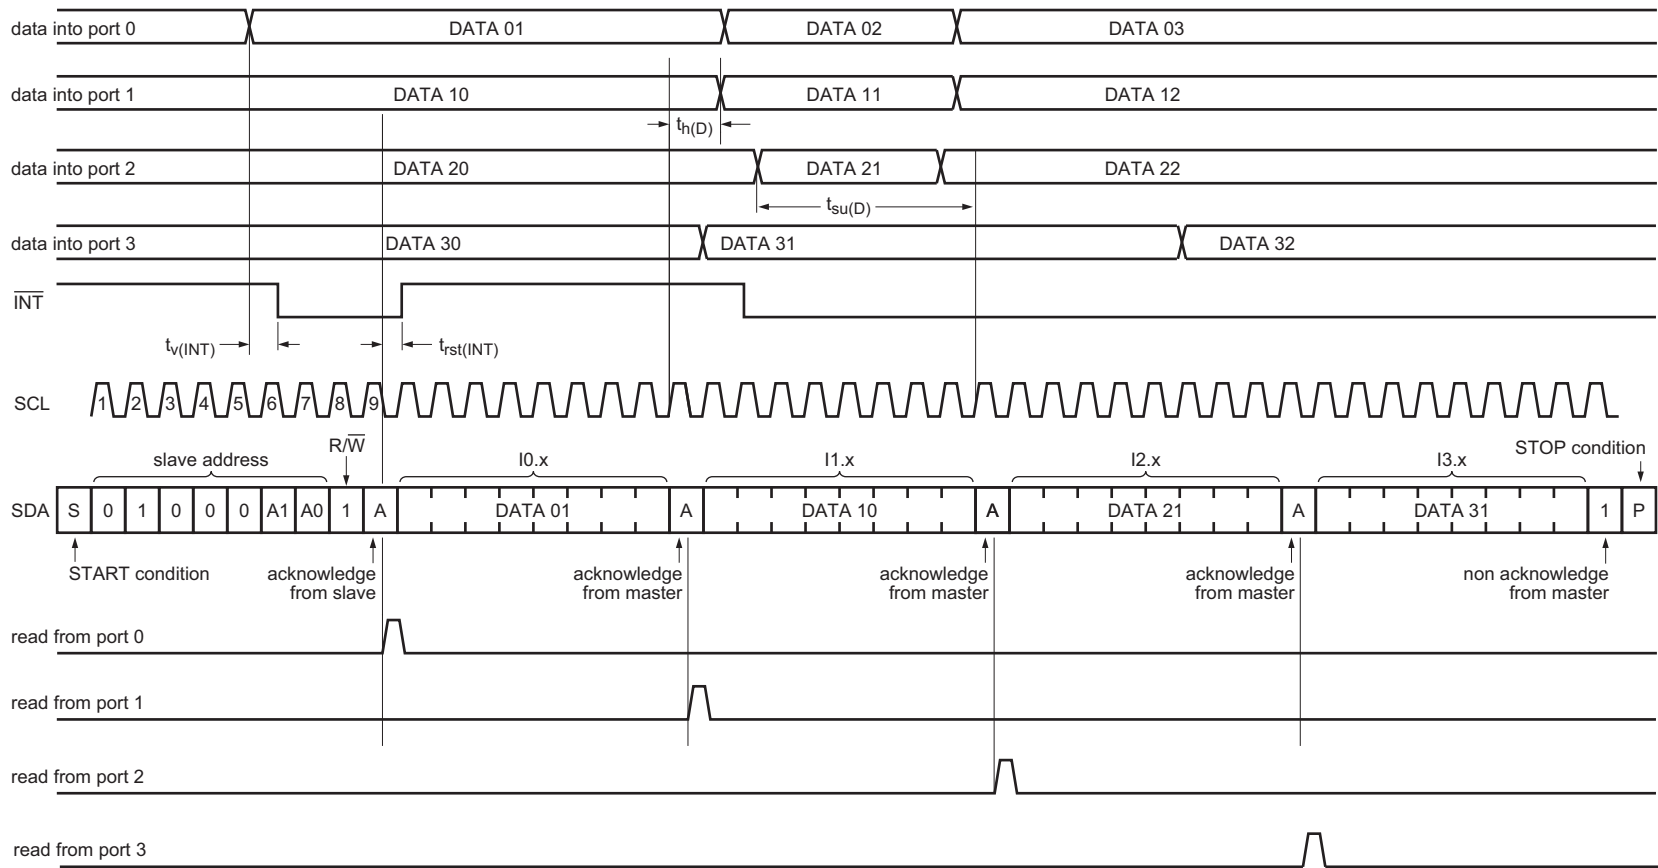 data into port 0 DATA 01 DATA 02 DATA 03
data into port 1 DATA 10 DATA 11 DATA 12
th(D)
data into port 2 DATA 20 DATA 21 DATA 22
tsu(D)
data into port 3 DATA 30 DATA 31 DATA 32
INT
tv(INT) trst(INT)
SCL 1 2 3 4 5 6 7 8 9
R/W STOP condition
slave address I0.x I1.x I2.x I3.x
SDA S 0 1 0 0 0 A1 A0 1 A DATA 01 A DATA 10 A DATA 21 A DATA 31 1 P
START condition acknowledge acknowledge acknowledge acknowledge non acknowledge
from slave from master from master from master from master
read from port 0
read from port 1
read from port 2
read from port 3